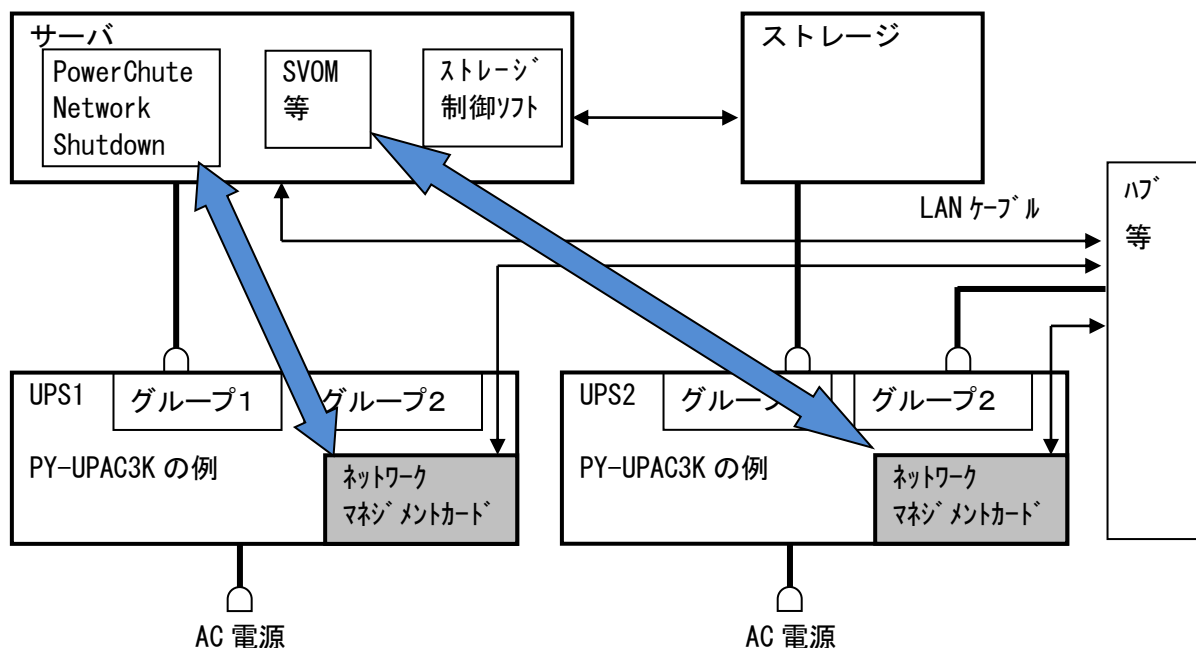 サーバ
PowerChute
Network
Shutdown
SVOM
等
ｽﾄﾚｰｼﾞ
制御ｿﾌﾄ
ストレージ
ﾊﾌﾞ
等
LAN ｹｰﾌﾞﾙ
UPS1
グループ1
グループ2
PY-UPAC3K の例
ﾈｯﾄﾜｰｸ
ﾏﾈｼﾞﾒﾝﾄｶｰﾄﾞ
UPS2
グループ
グループ2
PY-UPAC3K の例
ﾈｯﾄﾜｰｸ
ﾏﾈｼﾞﾒﾝﾄｶｰﾄﾞ
AC 電源
AC 電源